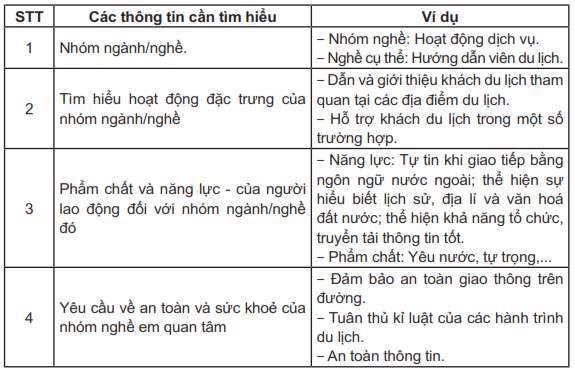 STT Các thông tin cần tìm hiểu Ví dụ
1 Nhóm ngành/nghề.
– Nhóm nghề: Hoạt động dịch vụ.
– Nghề cụ thể: Hướng dẫn viên du lịch.
2 Tìm hiểu hoạt động đặc trưng của
nhóm ngành/nghề
– Dẫn và giới thiệu khách du lịch tham
quan tại các địa điểm du lịch.
– Hỗ trợ khách du lịch trong một số
trường hợp.
3 Phẩm chất và năng lực - của người
lao động đối với nhóm ngành/nghề
đó
– Năng lực: Tự tin khi giao tiếp bằng
ngôn ngữ nước ngoài; thể hiện sự
hiểu biết lịch sử, địa lí và văn hoá
đất nước; thể hiện khả năng tổ chức,
truyền tải thông tin tốt.
– Phẩm chất: Yêu nước, tự trọng,...
4 Yêu cầu về an toàn và sức khoẻ của
nhóm nghề em quan tâm
– Đảm bảo an toàn giao thông trên
đường.
– Tuân thủ kỉ luật của các hành trình
du lịch.
– An toàn thông tin.